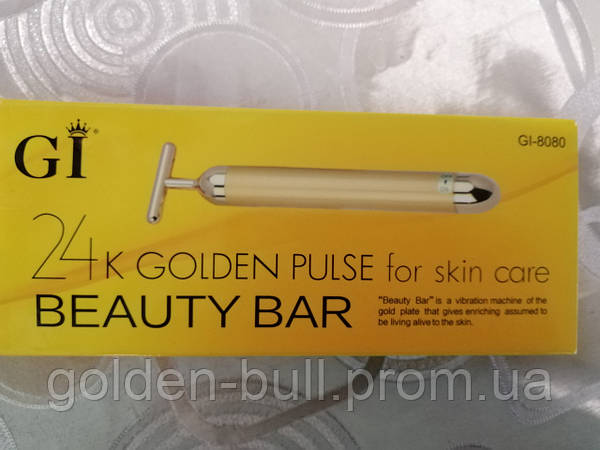 GI®
GI-8080
24K GOLDEN PULSE for skin care
BEAUTY BAR
"Beauty Bar" is a vibration machine of the
gold plate that gives enriching assumed to
be living alive to the skin.
golden-bull.prom.ua